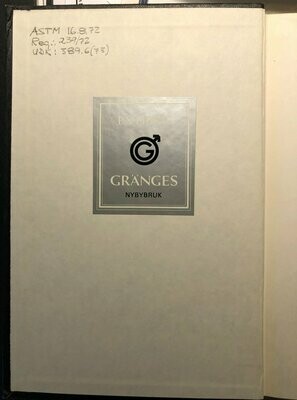 ASTM 16.8.72
Reg.: 237/72
UDK: 389.6(73)
G
GRÄNGES
NYBYBRUK